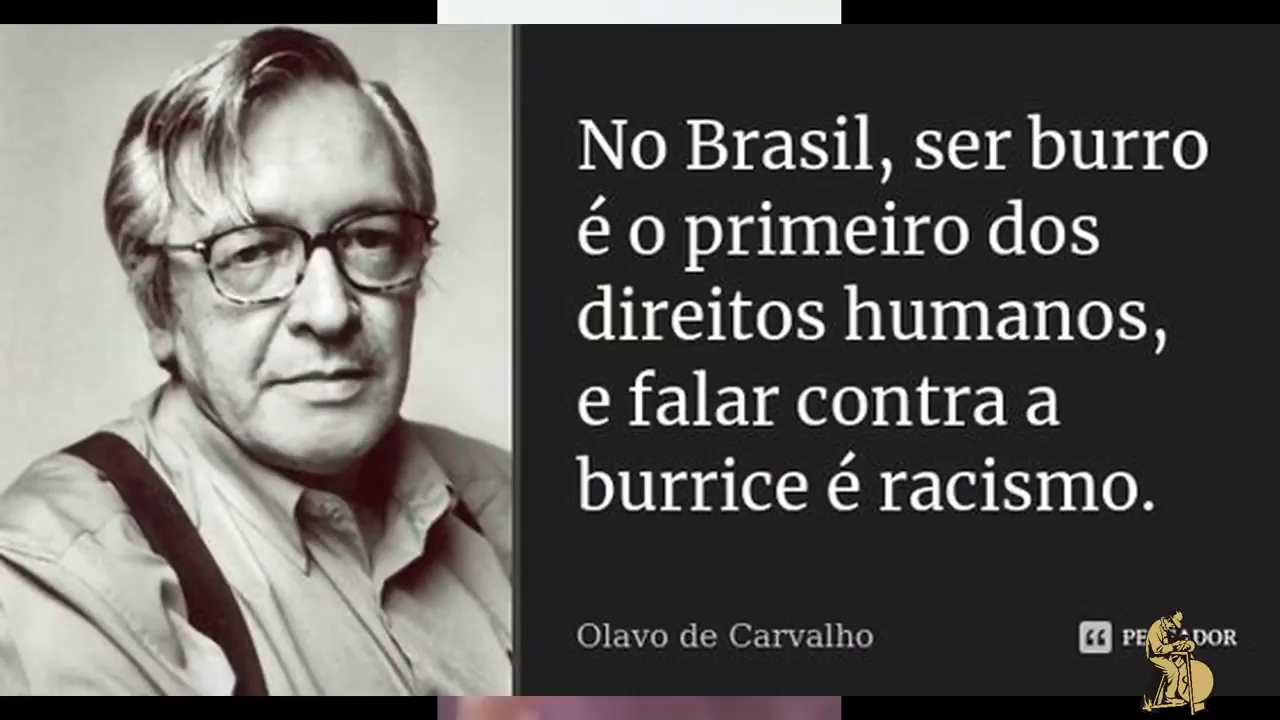 No Brasil, ser burro
é o primeiro dos
direitos humanos,
e falar contra a
burrice é racismo.
Olavo de Carvalho